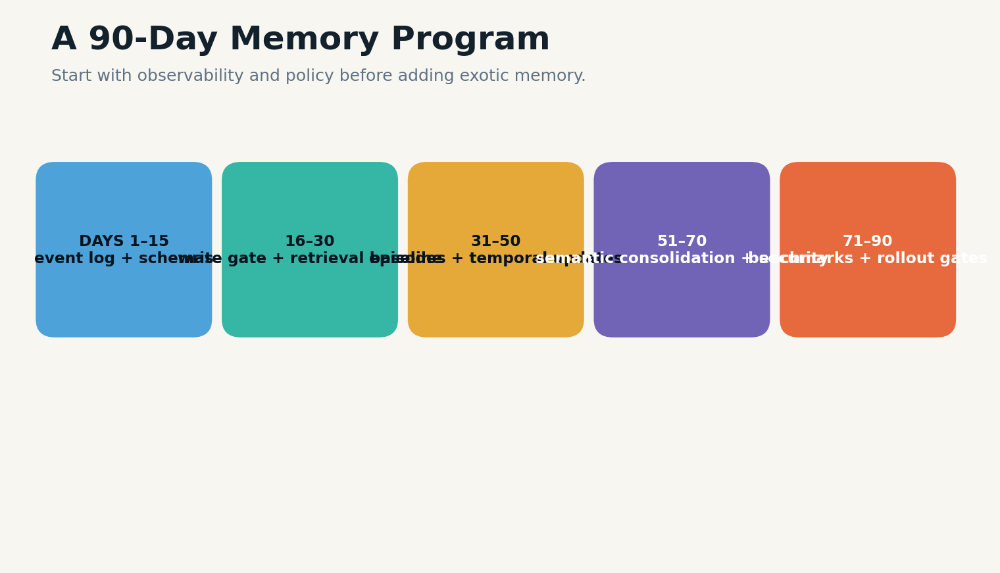 A 90-Day Memory Program
Start with observability and policy before adding exotic memory.
DAYS 1–15
event log + schemas
16–30
write gate + retrieval baseline
31–50
episodes + temporal updates
51–70
semantic consolidation + security
71–90
benchmarks + rollout gates